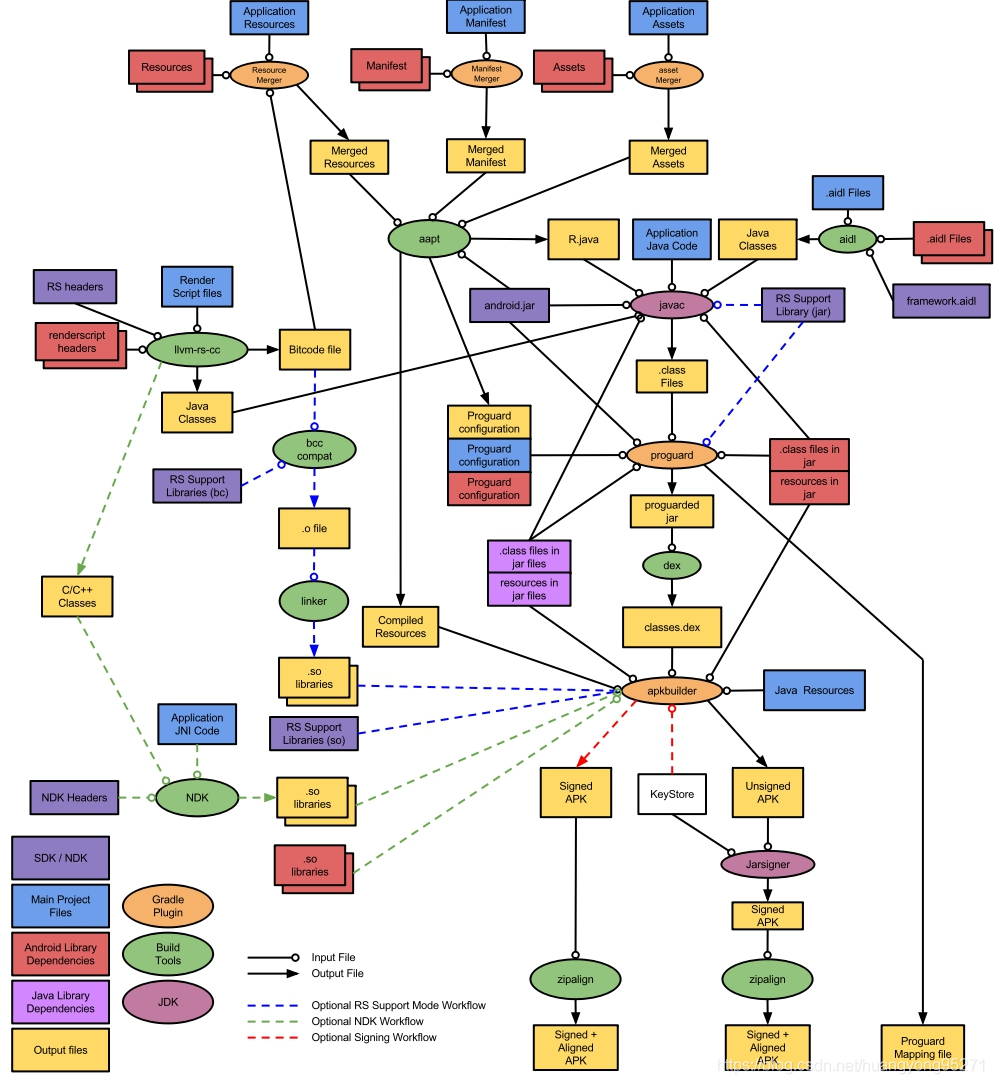 Application
Resources
Application
Manifest
Application
Assets
Resources
Resource
Merger
Manifest
Manifest
Merger
Assets
asset
Merger
Merged
Resources
Merged
Manifest
Merged
Assets
.aidl Files
aapt
R.java
Application
Java Code
Java
Classes
aidl
.aidl Files
RS headers
Render
Script files
android.jar
javac
RS Support
Library (jar)
framework.aidl
renderscript
headers
llvm-rs-cc
Bitcode file
.class
Files
Java
Classes
Proguard
configuration
Proguard
configuration
Proguard
configuration
bcc
compat
proguard
.class files in
jar
resources in
jar
RS Support
Libraries (bc)
proguarded
jar
.o file
.class files in
jar files
resources in
jar files
dex
C/C++
Classes
linker
Compiled
Resources
classes.dex
.so
libraries
apkbuilder
Java Resources
Application
JNI Code
RS Support
Libraries (so)
NDK Headers
NDK
.so
libraries
Signed
APK
KeyStore
Unsigned
APK
.so
libraries
Jarsigner
SDK / NDK
Main Project
Files
Gradle
Plugin
Signed
APK
Android Library
Dependencies
Build
Tools
Input File
Output File
zipalign
zipalign
Java Library
Dependencies
JDK
Optional RS Support Mode Workflow
Optional NDK Workflow
Optional Signing Workflow
Output files
Signed +
Aligned
APK
Signed +
Aligned
APK
Proguard
Mapping file
https://blog.csdn.net/huangyong95271